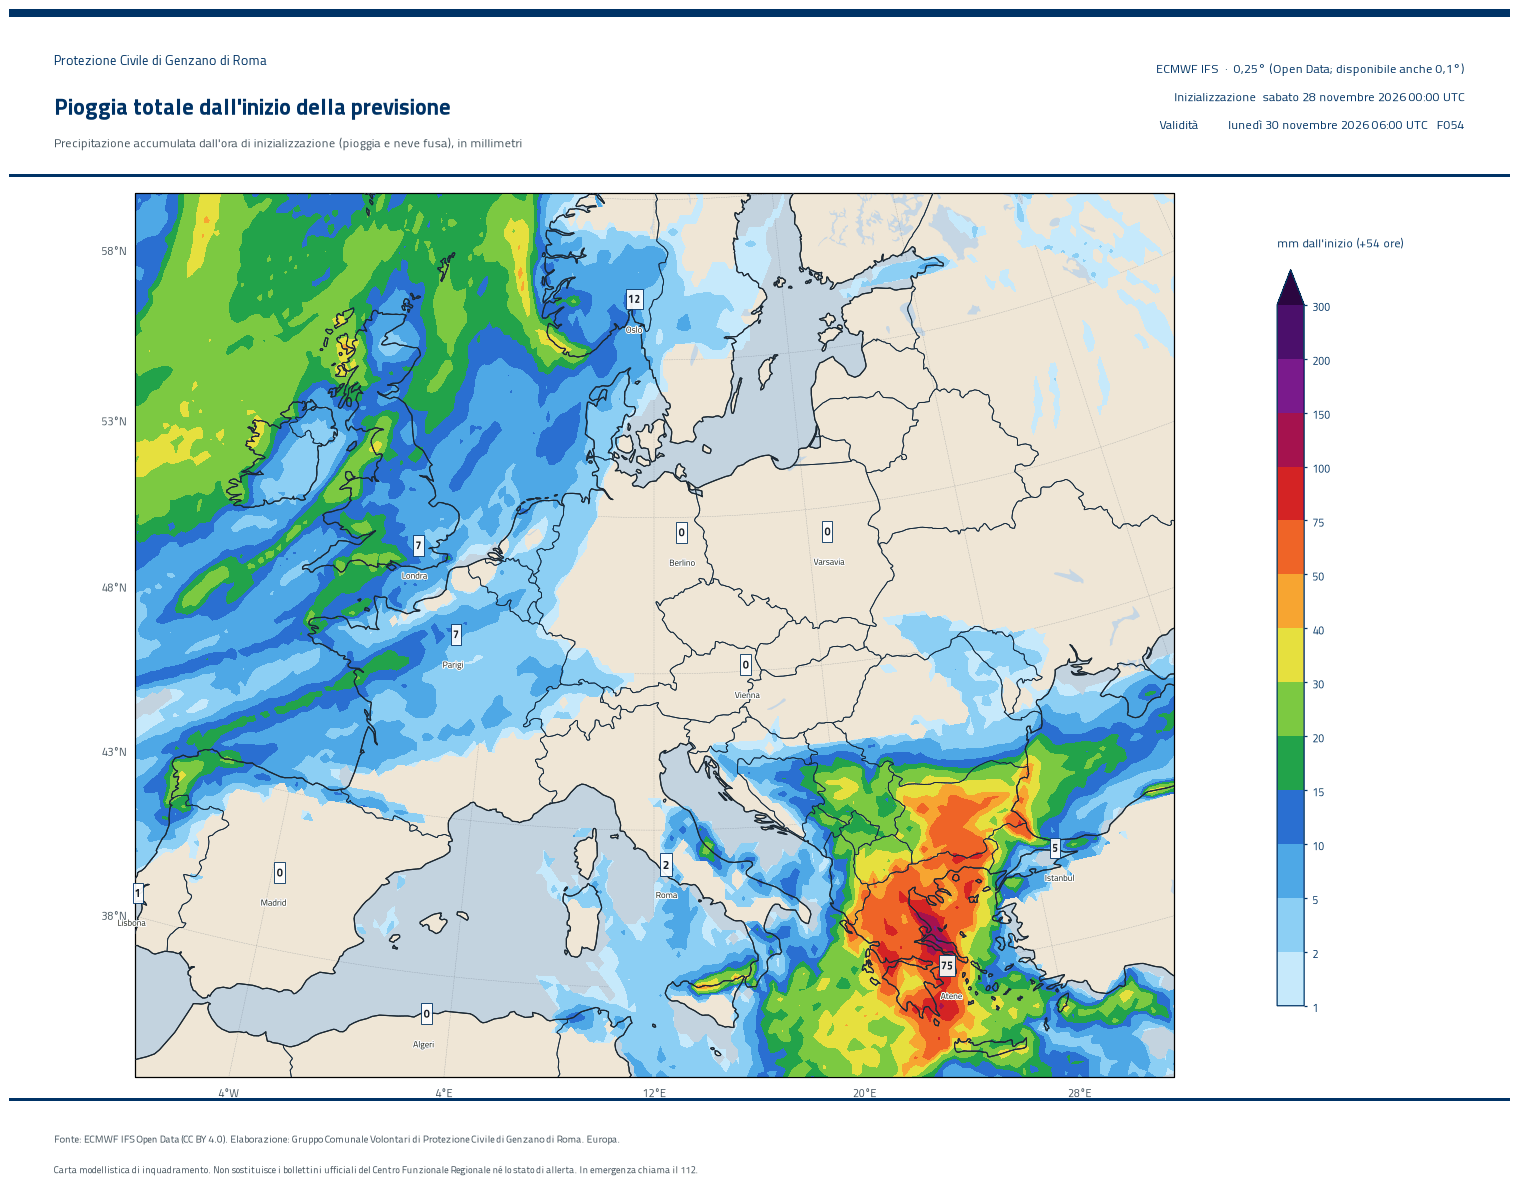 Protezione Civile di Genzano di Roma
Pioggia totale dall'inizio della previsione
Precipitazione accumulata dall'ora di inizializzazione (pioggia e neve fusa), in millimetri
ECMWF IFS · 0,25° (Open Data; disponibile anche 0,1°)
Inizializzazione sabato 28 novembre 2026 00:00 UTC
Validità lunedì 30 novembre 2026 06:00 UTC F054
mm dall'inizio (+54 ore)
300
200
150
100
75
50
40
30
20
15
10
5
2
1
58°N
53°N
48°N
43°N
38°N
12
Oslo
7
Londra
0
Berlino
0
Varsavia
7
Parigi
0
Vienna
5
Istanbul
2
Roma
0
Madrid
1
Lisbona
75
Atene
0
Algeri
4°W
4°E
12°E
20°E
28°E
Fonte: ECMWF IFS Open Data (CC BY 4.0). Elaborazione: Gruppo Comunale Volontari di Protezione Civile di Genzano di Roma. Europa.
Carta modellistica di inquadramento. Non sostituisce i bollettini ufficiali del Centro Funzionale Regionale né lo stato di allerta. In emergenza chiama il 112.